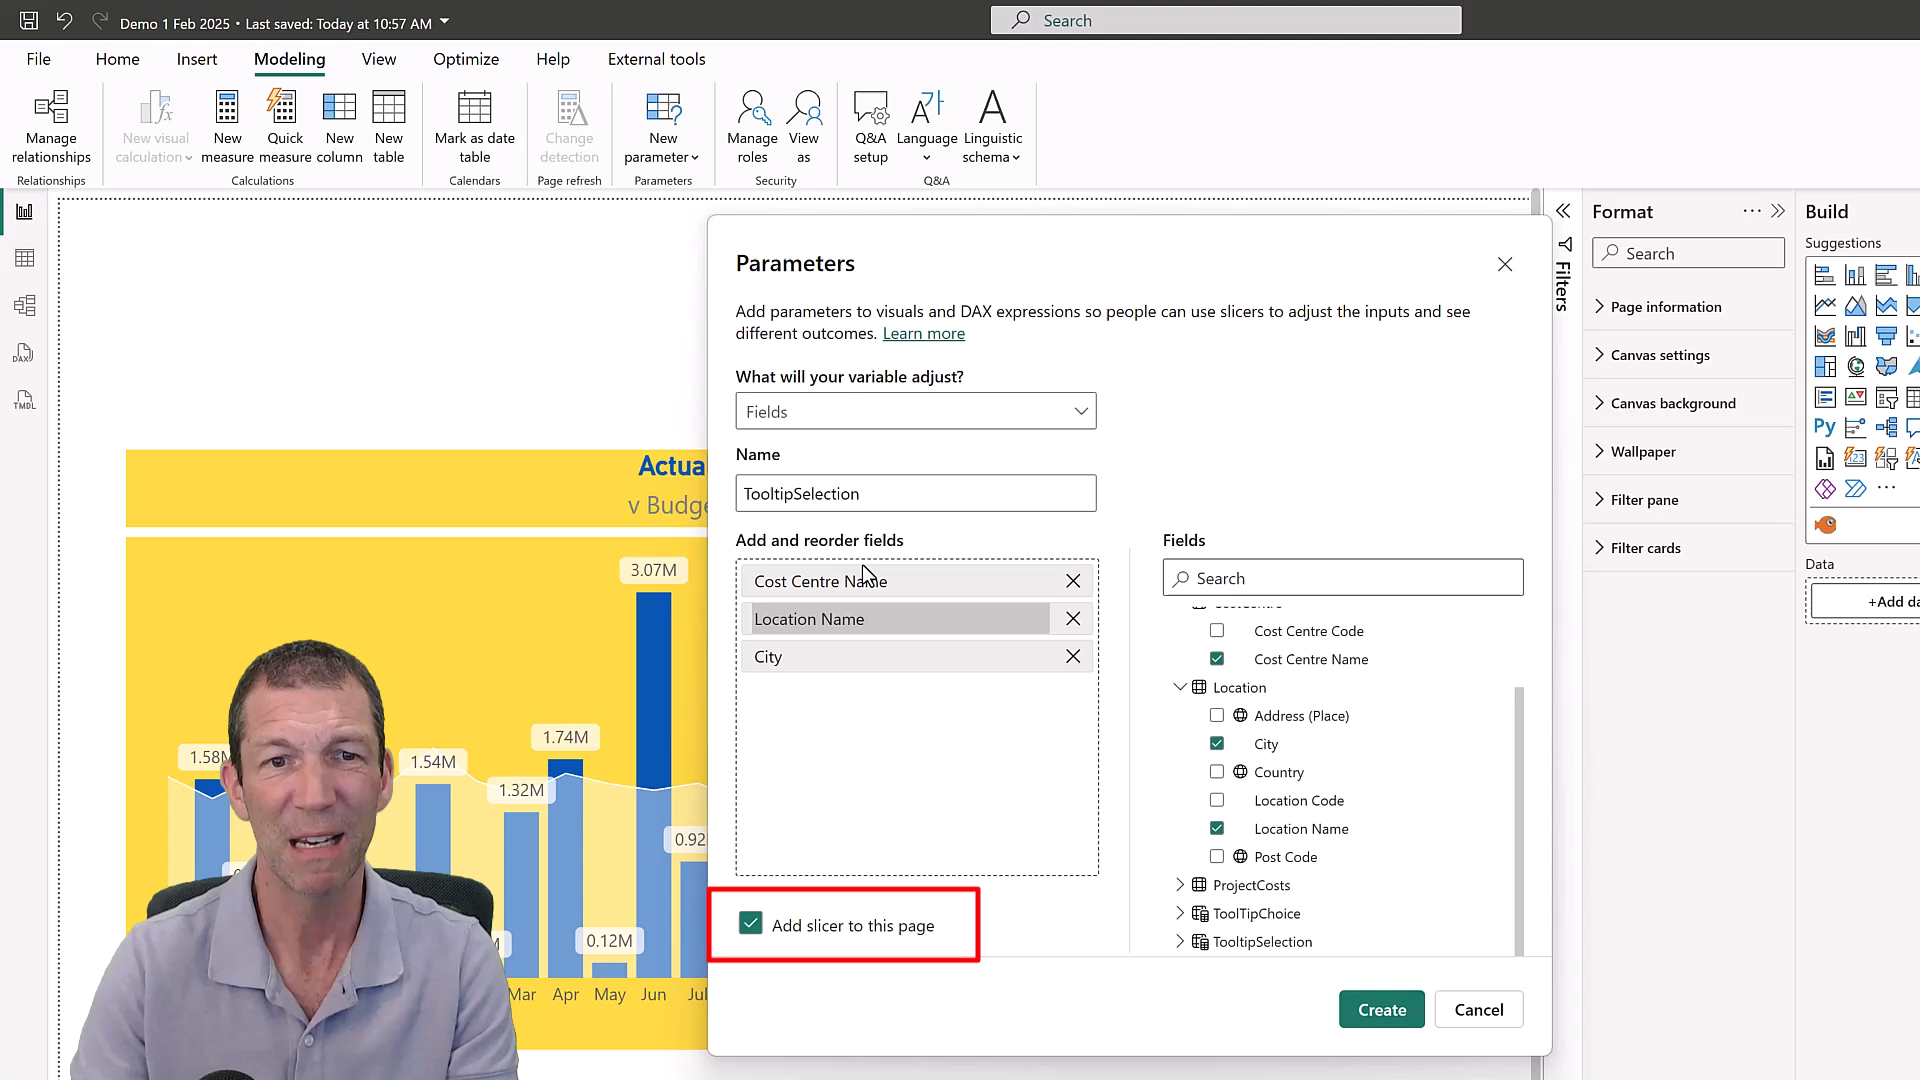 Demo 1 Feb 2025 • Last saved: Today at 10:57 AM
Search
File
Home
Insert
Modeling
View
Optimize
Help
External tools
Manage
relationships
New visual
calculation
New
measure
Quick
measure
New
column
New
table
Mark as date
table
Change
detection
New
parameter
Manage
roles
View
as
Q&A
setup
Language
Linguistic
schema
Relationships
Calculations
Calendars
Page refresh
Parameters
Security
Q&A
DAX
TMDL
Actua
v Budge
3.07M
1.58M
1.54M
1.32M
1.74M
0.92
0.12M
Mar
Apr
May
Jun
Jul
Parameters
Add parameters to visuals and DAX expressions so people can use slicers to adjust the inputs and see
different outcomes. Learn more
What will your variable adjust?
Fields
Name
TooltipSelection
Add and reorder fields
Cost Centre Name
Location Name
City
Add slicer to this page
Fields
Search
Cost Centre Code
Cost Centre Name
Location
Address (Place)
City
Country
Location Code
Location Name
Post Code
ProjectCosts
ToolTipChoice
TooltipSelection
Create
Cancel
Filters
Format
Search
Page information
Canvas settings
Canvas background
Wallpaper
Filter pane
Filter cards
Build
Suggestions
Py
123
Data
+Add da